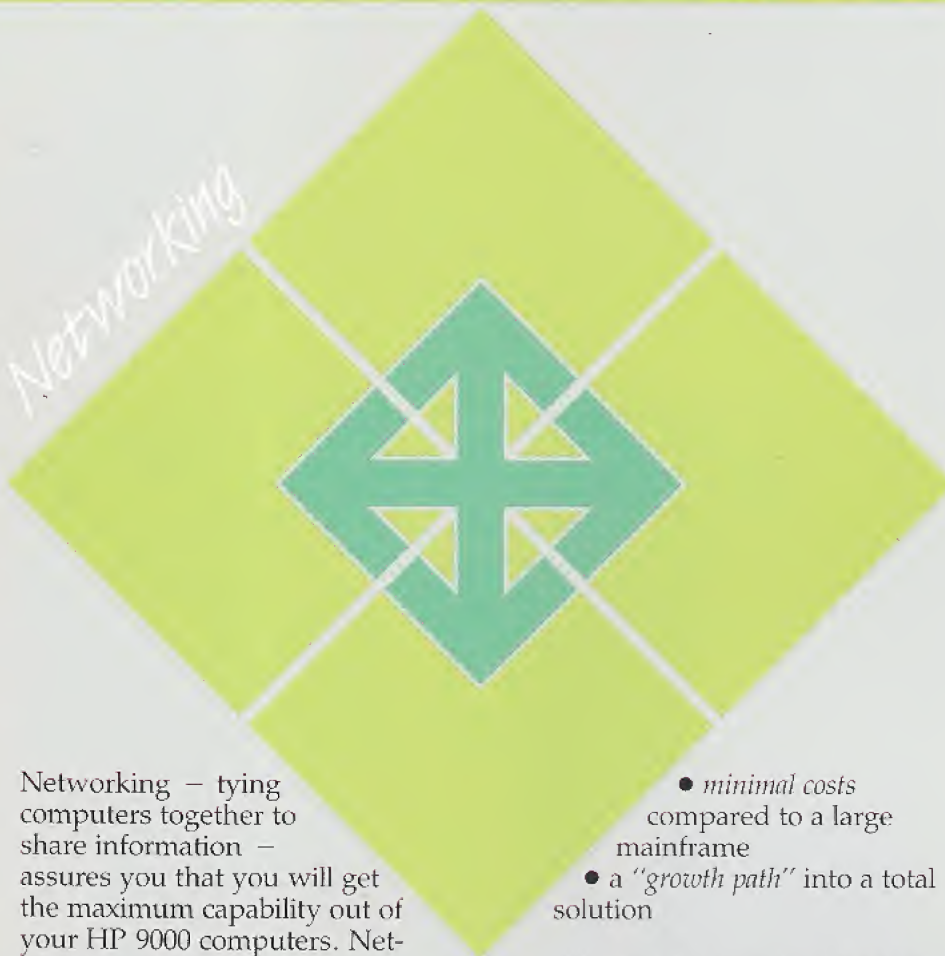 Networking
Networking – tying
computers together to
share information –
assures you that you will get
the maximum capability out of
your HP 9000 computers. Net-
● minimal costs
compared to a large
mainframe
● a "growth path" into a total
solution